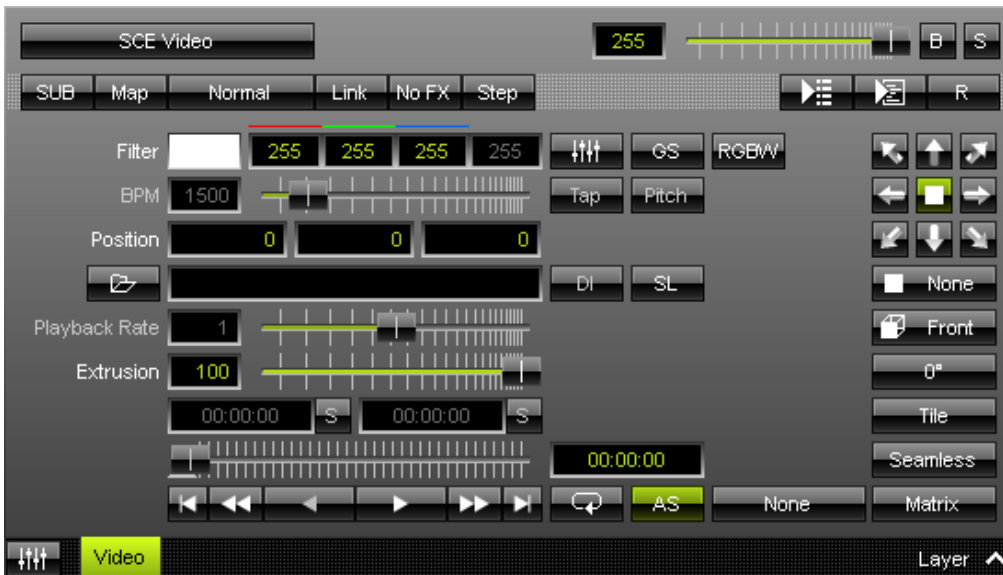 SCE Video 255 B S
SUB Map Normal Link No FX Step R
Filter 255 255 255 255 GS RGBW
BPM 1500 Tap Pitch
Position 0 0 0
DI SL None
Playback Rate 1 Front
Extrusion 100 0°
00:00:00 S 00:00:00 S Tile
00:00:00 Seamless
AS None Matrix
Video Layer